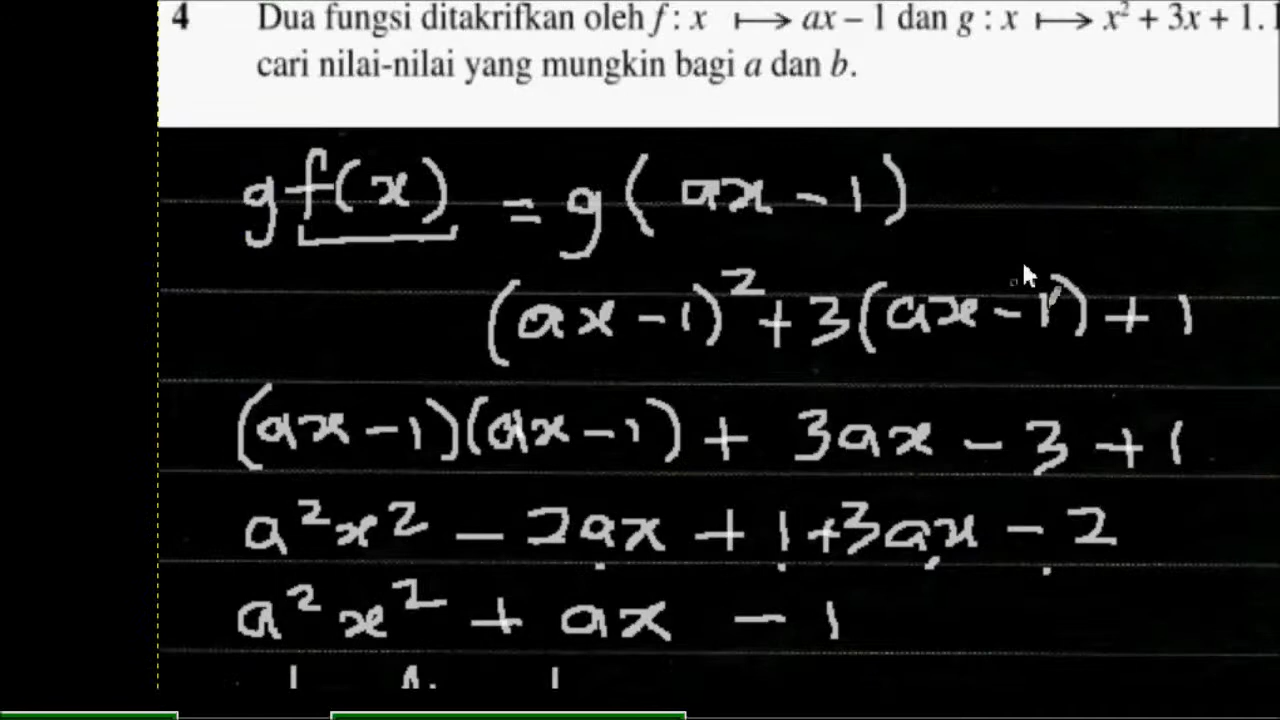 4 Dua fungsi ditakrifkan oleh f : x ⟼ ax – 1 dan g : x ⟼ x² + 3x + 1.
cari nilai-nilai yang mungkin bagi a dan b.
gf(x) = g(ax - 1)
(ax - 1)² + 3(ax - 1) + 1
(ax - 1)(ax - 1) + 3ax - 3 + 1
a²x² - 2ax + 1 + 3ax - 2
a²x² + ax - 1